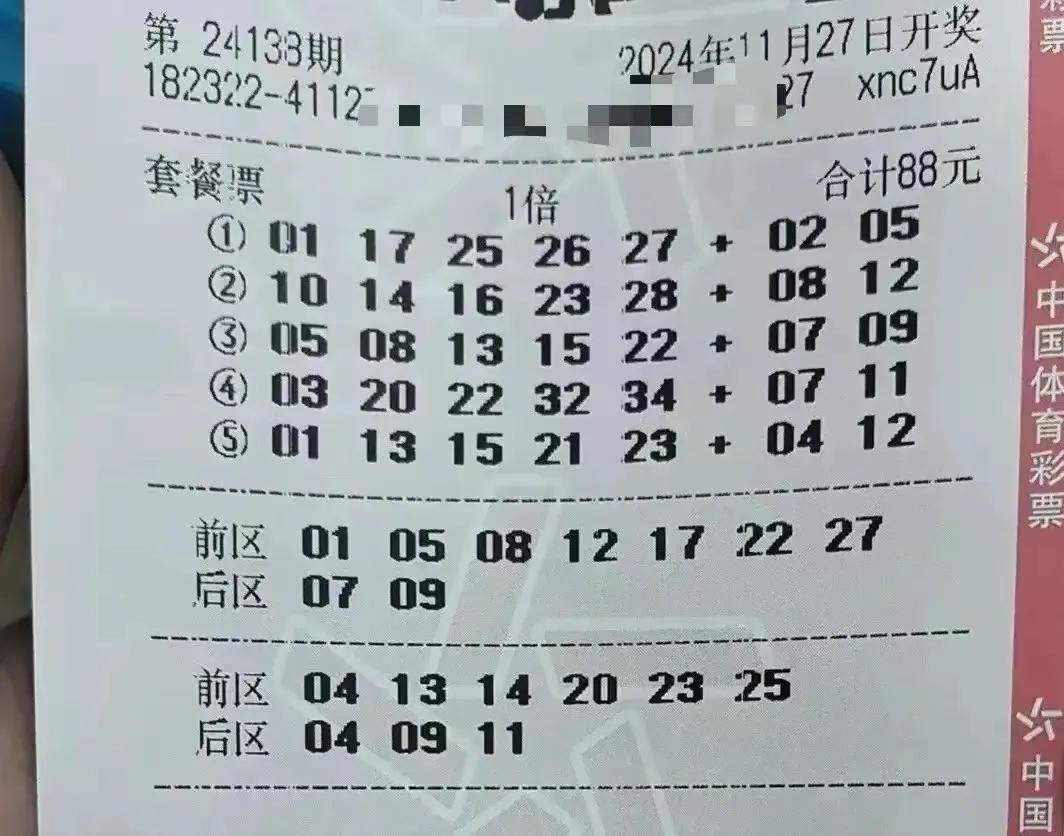 第 24138期
2024年11月27日开奖
182322-4112
27 xnc7uA
套餐票
1倍
合计88元
① 01 17 25 26 27 + 02 05
② 10 14 16 23 28 + 08 12
③ 05 08 13 15 22 + 07 09
④ 03 20 22 32 34 + 07 11
⑤ 01 13 15 21 23 + 04 12
前区 01 05 08 12 17 22 27
后区 07 09
前区 04 13 14 20 23 25
后区 04 09 11
彩票
中国体育彩票
中国